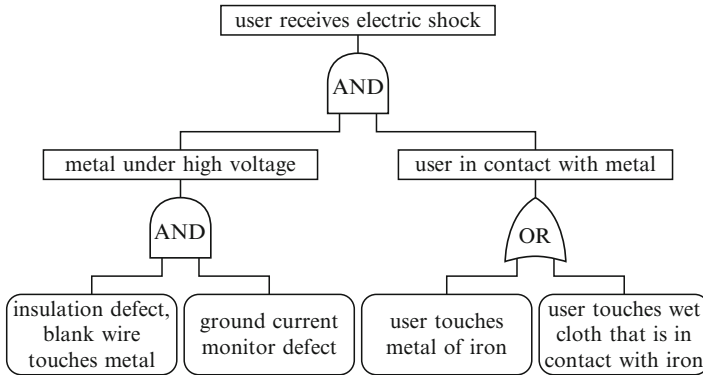 user receives electric shock
AND
metal under high voltage
user in contact with metal
AND
OR
insulation defect,
blank wire
touches metal
ground current
monitor defect
user touches
metal of iron
user touches wet
cloth that is in
contact with iron